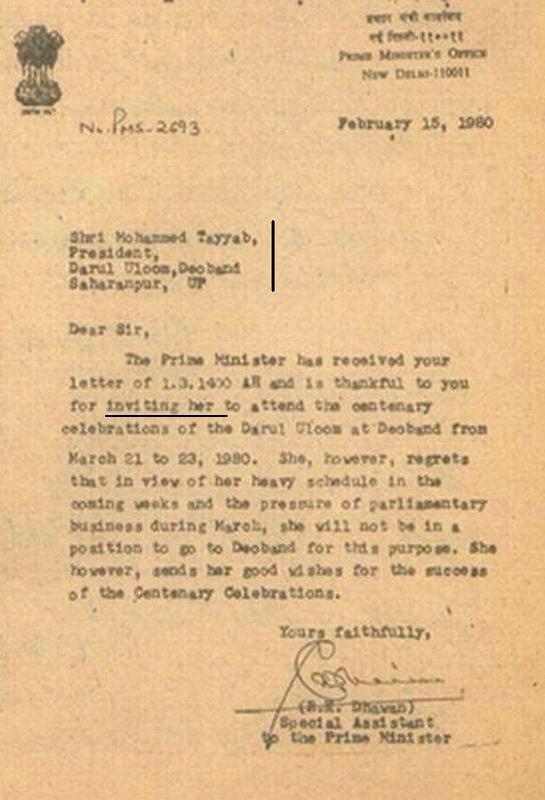 प्रधान मंत्री कार्यालय
नई दिल्ली-११००११
PRIME MINISTER'S OFFICE
NEW DELHI-110011
No. PMS-2693
February 15, 1980
Shri Mohammed Tayyab,
President,
Darul Uloom,Deoband
Saharanpur, UP
Dear Sir,
The Prime Minister has received your
letter of 1.3.1400 AH and is thankful to you
for inviting her to attend the centenary
celebrations of the Darul Uloom at Deoband from
March 21 to 23, 1980. She, however, regrets
that in view of her heavy schedule in the
coming weeks and the pressure of parliamentary
business during March, she will not be in a
position to go to Deoband for this purpose. She
however, sends her good wishes for the success
of the Centenary Celebrations.
Yours faithfully,
(R.K. Dhawan)
Special Assistant
to the Prime Minister